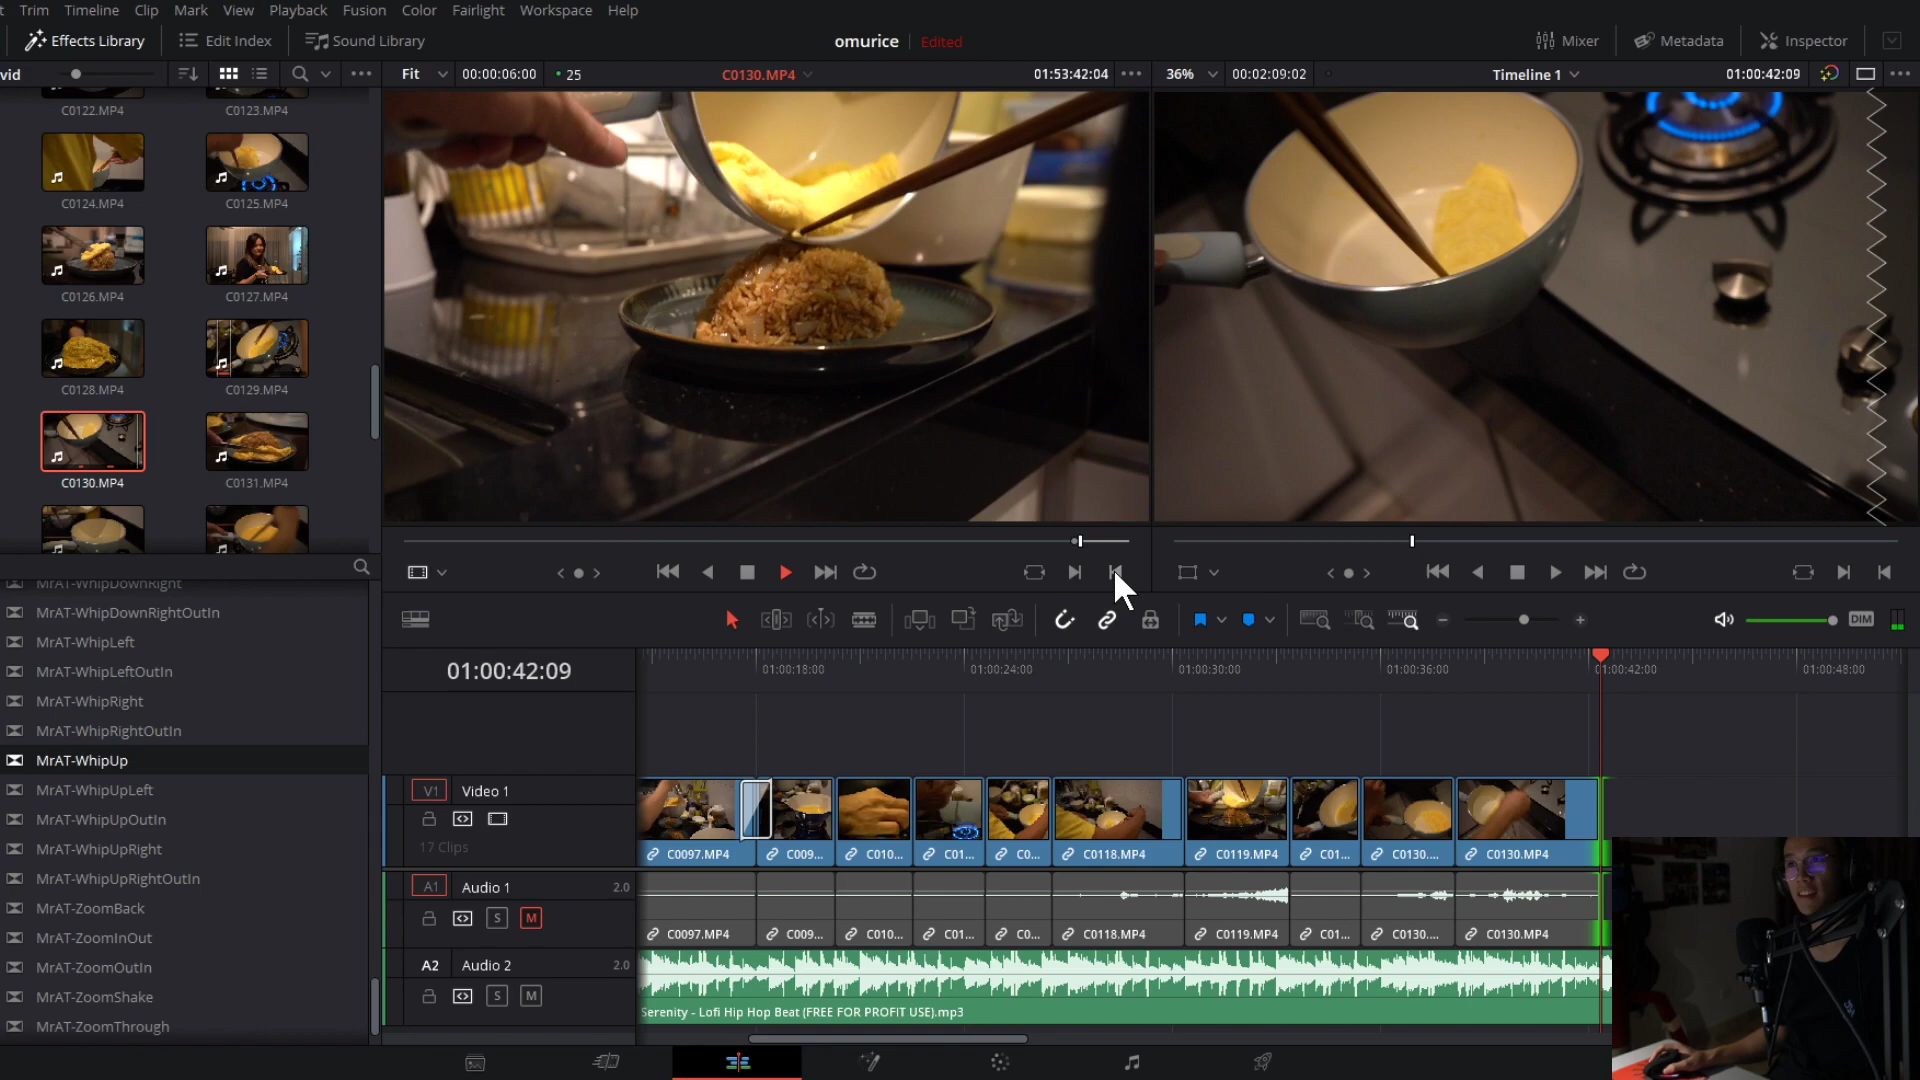 t Trim Timeline Clip Mark View Playback Fusion Color Fairlight Workspace Help
Effects Library Edit Index Sound Library omurice Edited Mixer Metadata Inspector
vid Fit 00:00:06:00 25 C0130.MP4 01:53:42:04 36% 00:02:09:02 Timeline 1 01:00:42:09
C0122.MP4 C0123.MP4
C0124.MP4 C0125.MP4
C0126.MP4 C0127.MP4
C0128.MP4 C0129.MP4
C0130.MP4 C0131.MP4
MrAT-WhipDownRight
MrAT-WhipDownRightOutIn
MrAT-WhipLeft
MrAT-WhipLeftOutIn
MrAT-WhipRight
MrAT-WhipRightOutIn
MrAT-WhipUp
MrAT-WhipUpLeft
MrAT-WhipUpOutIn
MrAT-WhipUpRight
MrAT-WhipUpRightOutIn
MrAT-ZoomBack
MrAT-ZoomInOut
MrAT-ZoomOutIn
MrAT-ZoomShake
MrAT-ZoomThrough
DIM
01:00:42:09 01:00:18:00 01:00:24:00 01:00:30:00 01:00:36:00 01:00:42:00 01:00:48:00
V1 Video 1
17 Clips
C0097.MP4 C009... C010... C01... C0... C0118.MP4 C0119.MP4 C01... C0130.... C0130.MP4
A1 Audio 1 2.0
S M
C0097.MP4 C009... C010... C01... C0... C0118.MP4 C0119.MP4 C01... C0130.... C0130.MP4
A2 Audio 2 2.0
S M
Serenity - Lofi Hip Hop Beat (FREE FOR PROFIT USE).mp3